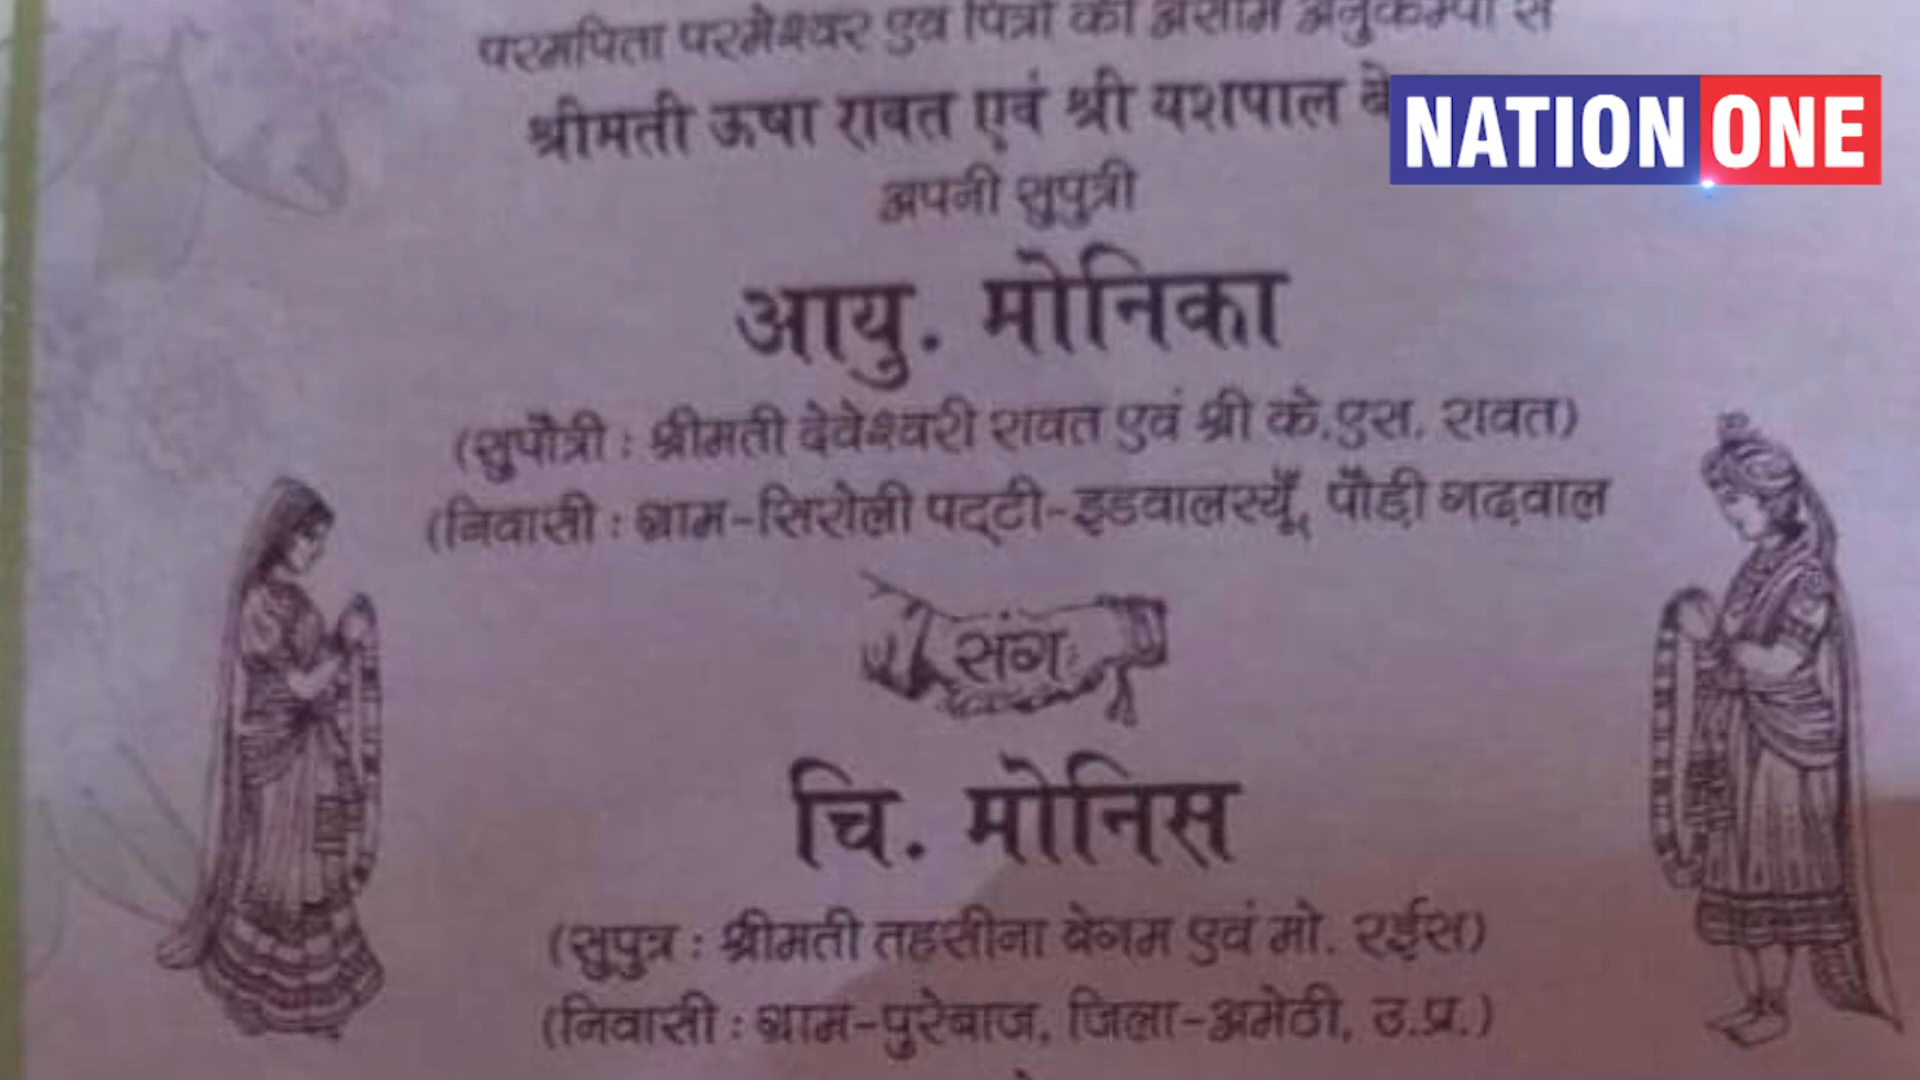 परमपिता परमेश्वर एवं पित्रों की असीम अनुकम्पा से
श्रीमती ऊषा रावत एवं श्री यशपाल
NATION ONE
अपनी सुपुत्री
आयु. मोनिका
(सुपौत्री : श्रीमती देवेश्वरी रावत एवं श्री के.एस. रावत)
(निवासी : ग्राम-सिरोली पट्टी-इडवालस्यूँ, पौडी़ गढ़वाल
संग
चि. मोनिस
(सुपुत्र : श्रीमती तहसीना बेगम एवं मो. रईस)
(निवासी : ग्राम-पुरेबाज, जिला-अमेठी, उ.प्र.)